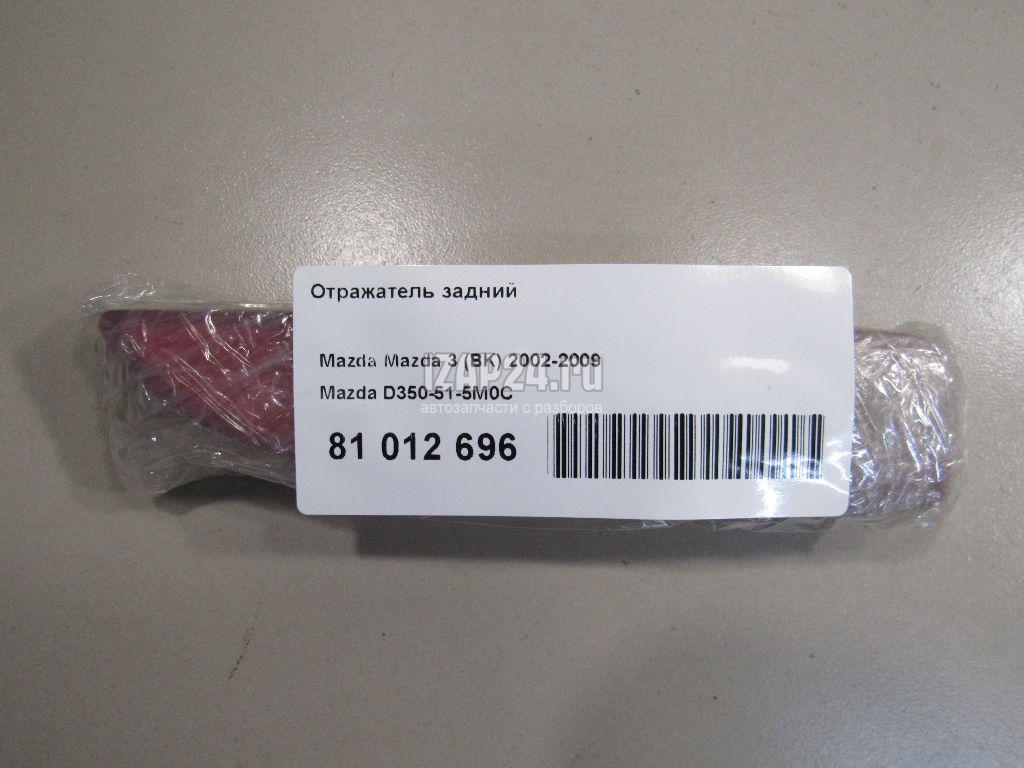 Отражатель задний
Mazda Mazda 3 (BK) 2002-2009
IZAP24.ru
Mazda D350-51-5M0C
автозапчасти с разборов
81 012 696